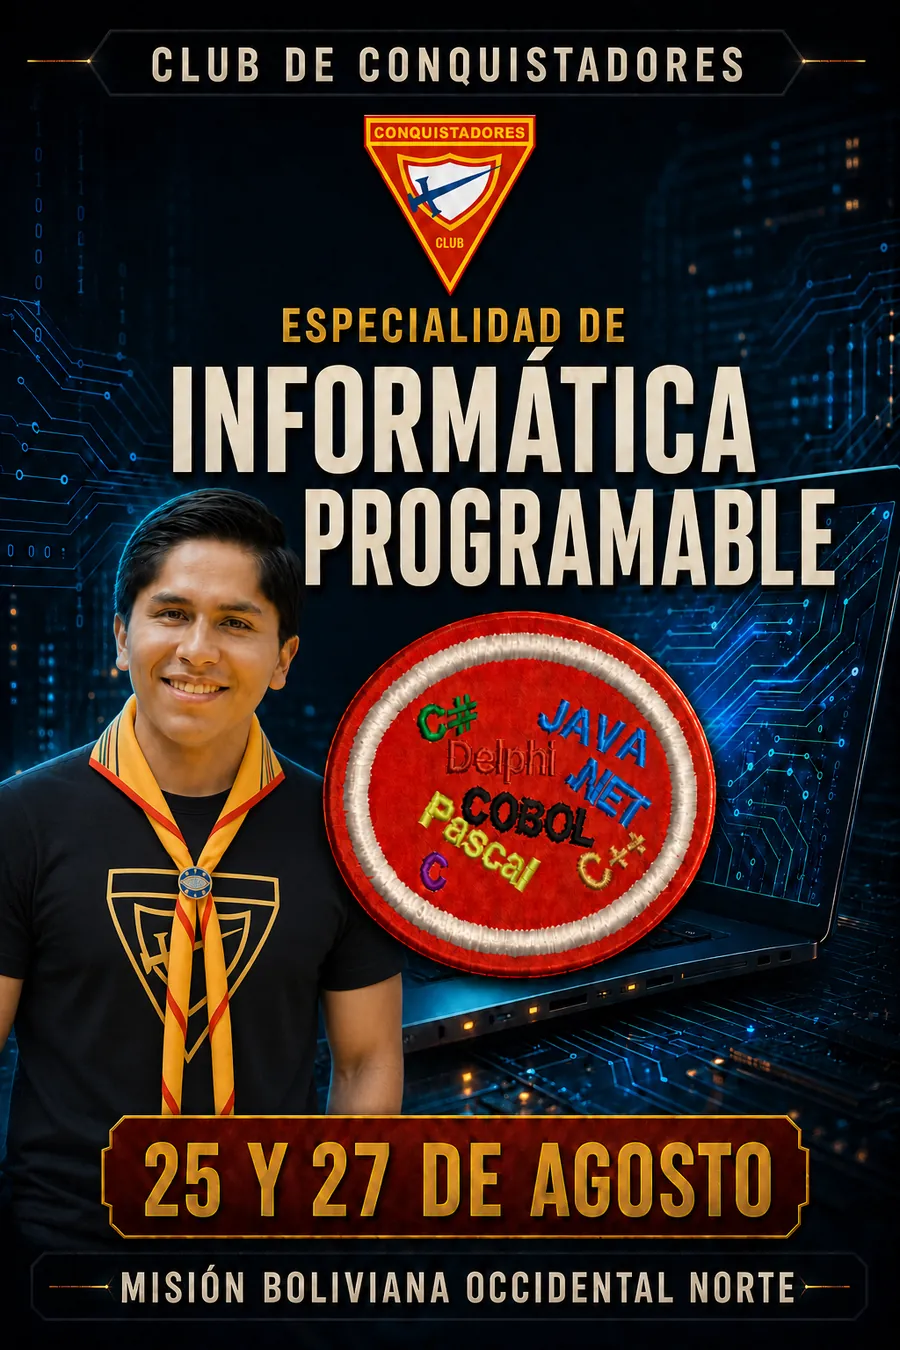 CLUB DE CONQUISTADORES
CONQUISTADORES
CLUB
ESPECIALIDAD DE
INFORMÁTICA
PROGRAMABLE
C#
JAVA
Delphi
.NET
COBOL
Pascal
C++
C
25 Y 27 DE AGOSTO
MISIÓN BOLIVIANA OCCIDENTAL NORTE